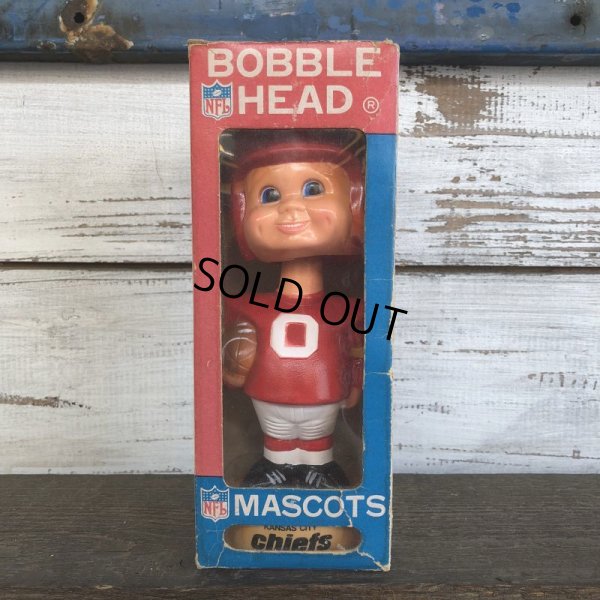 BOBBLE
NFL HEAD ®
0
SOLD OUT
NFL MASCOTS
KANSAS CITY
Chiefs